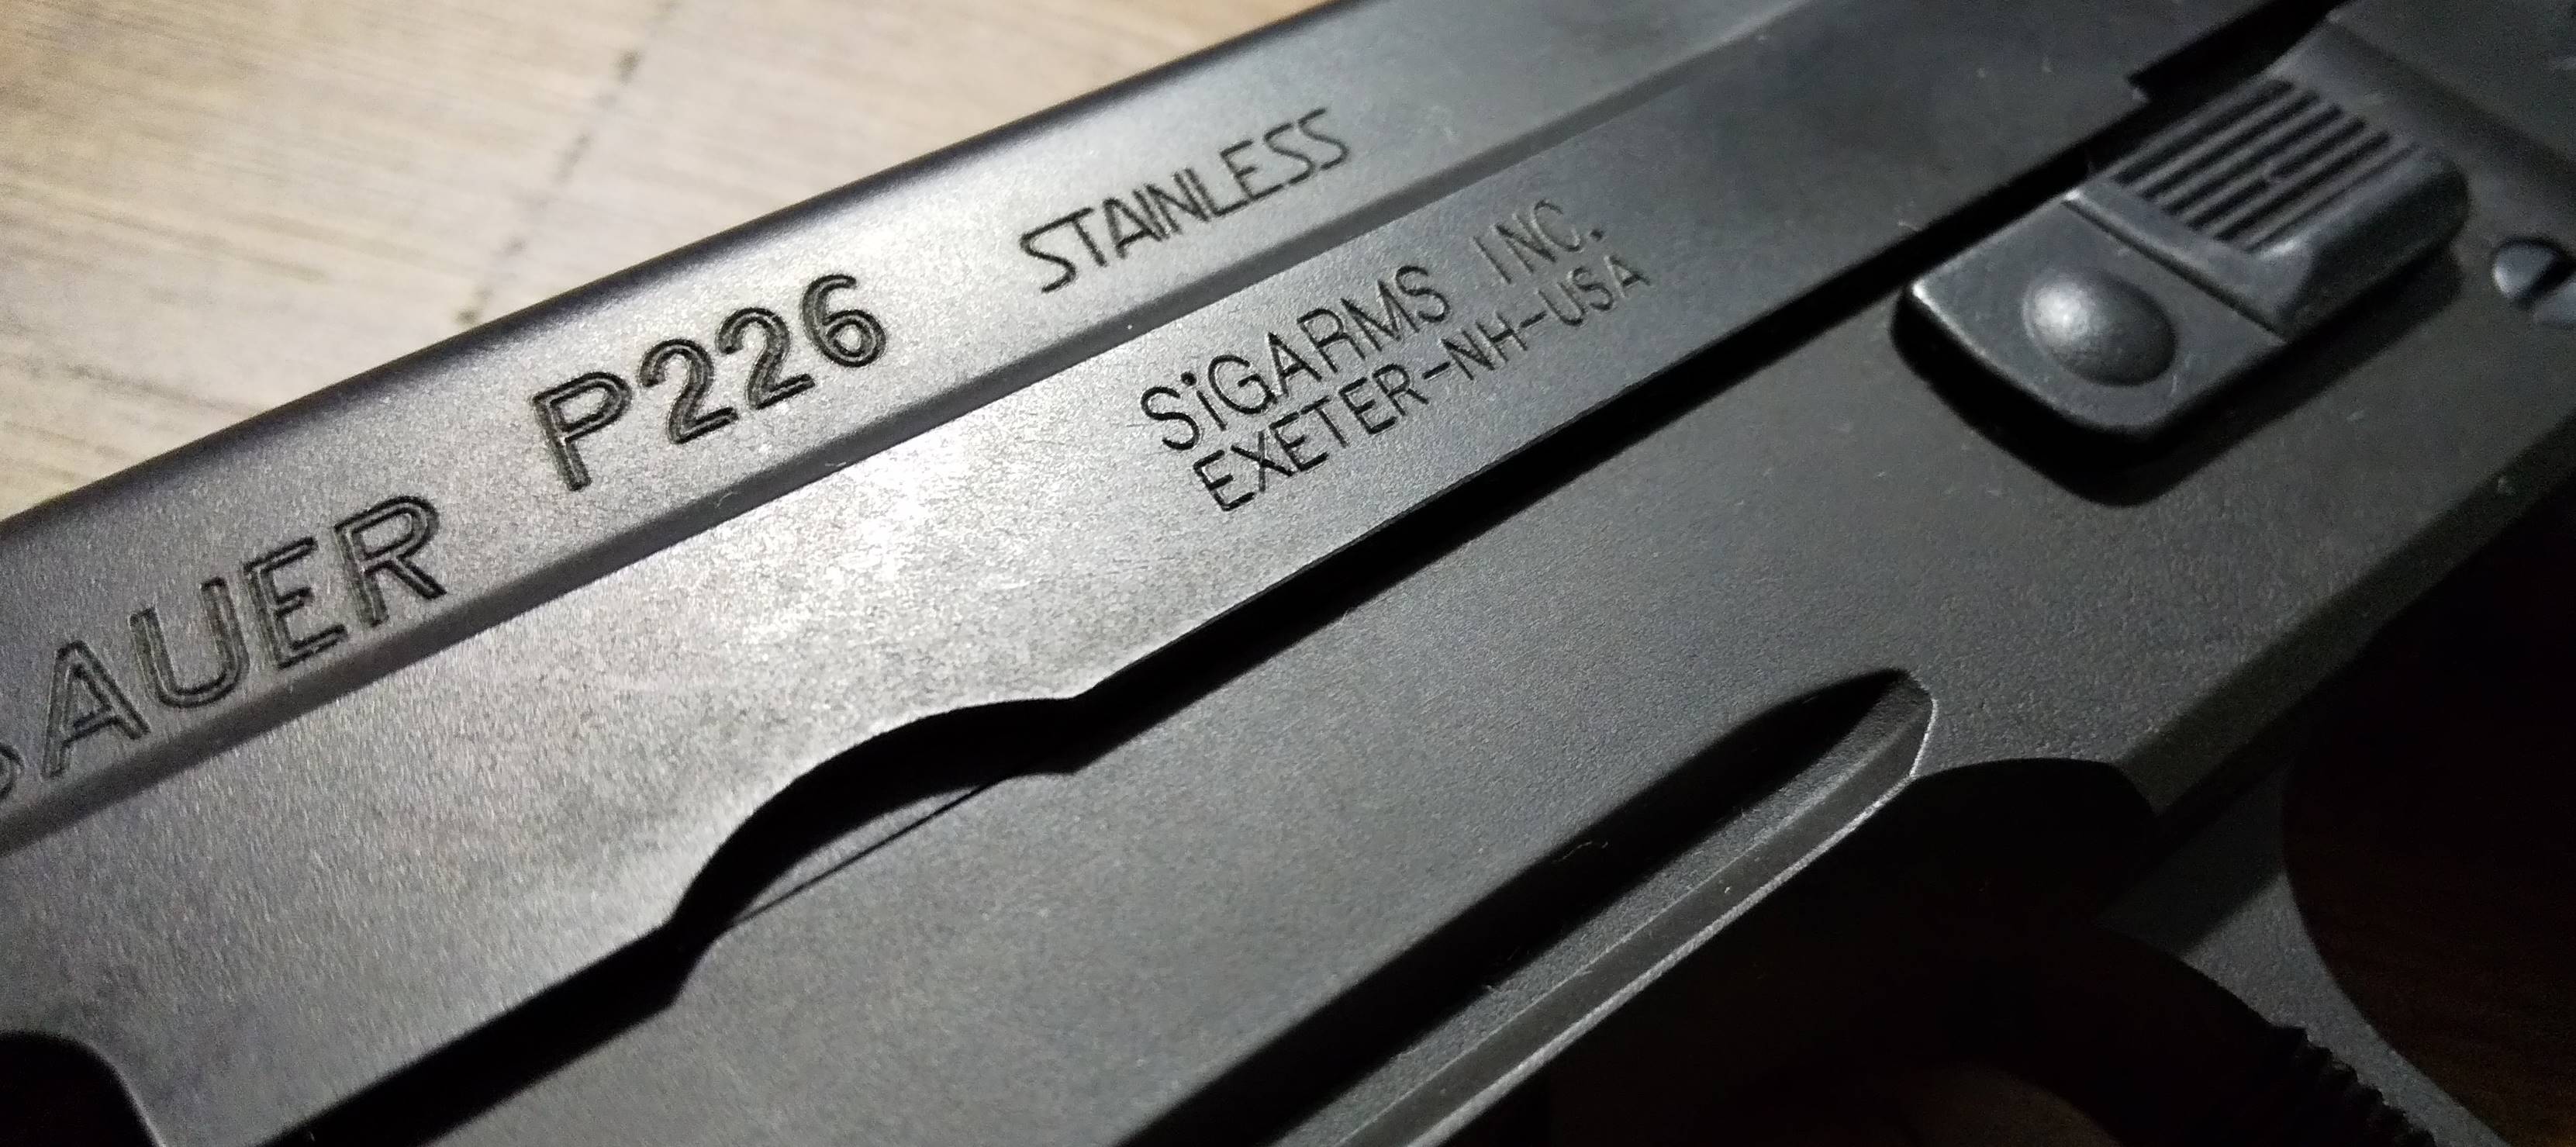 SAUER P226 STAINLESS
SiGARMS INC.
EXETER-NH-USA